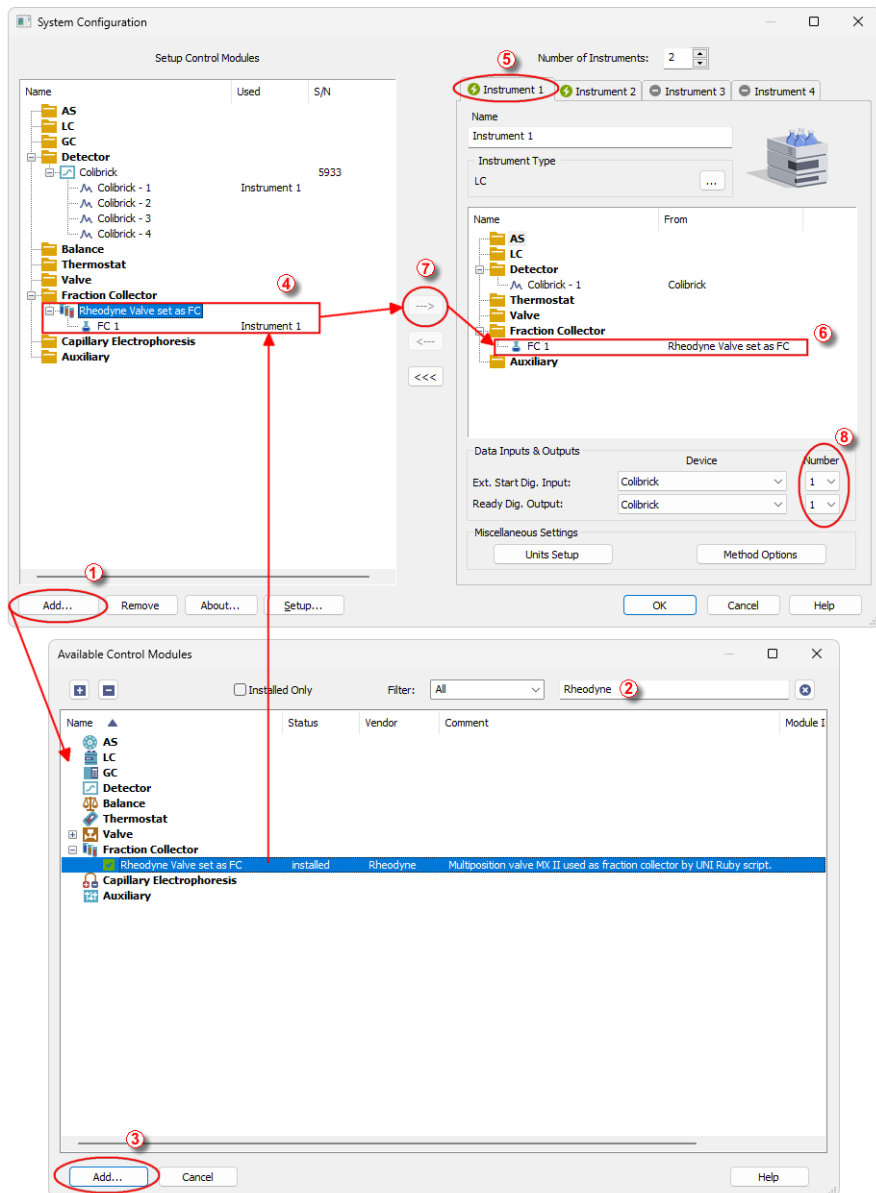 System Configuration
Setup Control Modules
Number of Instruments: 2
⑤
Name Used S/N
AS
LC
GC
Detector
Colibrick 5933
Colibrick - 1 Instrument 1
Colibrick - 2
Colibrick - 3
Colibrick - 4
Balance
Thermostat
Valve
④
Fraction Collector
Rheodyne Valve set as FC
FC 1 Instrument 1
Capillary Electrophoresis
Auxiliary
⑦
--->
<---
<<<
Instrument 1 Instrument 2 Instrument 3 Instrument 4
Name
Instrument 1
Instrument Type
LC ...
Name From
AS
LC
Detector
Colibrick - 1 Colibrick
Thermostat
Valve
Fraction Collector
⑥
FC 1 Rheodyne Valve set as FC
Auxiliary
⑧
Data Inputs & Outputs
Device Number
Ext. Start Dig. Input: Colibrick 1
Ready Dig. Output: Colibrick 1
Miscellaneous Settings
Units Setup Method Options
①
Add... Remove About... Setup... OK Cancel Help
Available Control Modules
Installed Only Filter: All Rheodyne ②
Name Status Vendor Comment Module I
AS
LC
GC
Detector
Balance
Thermostat
Valve
Fraction Collector
Rheodyne Valve set as FC installed Rheodyne Multiposition valve MX II used as fraction collector by UNI Ruby script.
Capillary Electrophoresis
Auxiliary
③
Add... Cancel Help